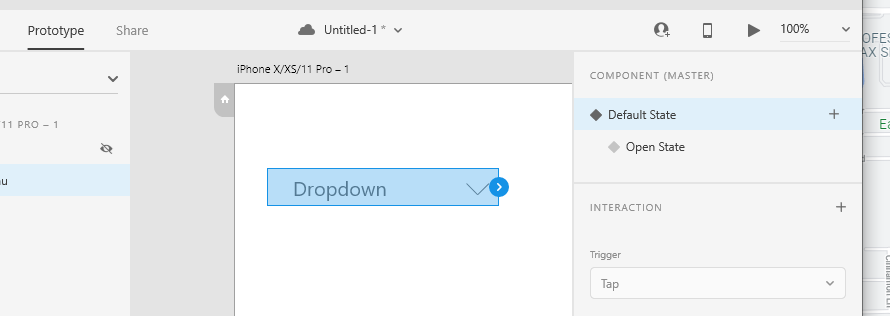 Prototype
Share
Untitled-1 *
100%
iPhone X/XS/11 Pro – 1
COMPONENT (MASTER)
/11 PRO – 1
Default State
Open State
Dropdown
INTERACTION
Trigger
Tap